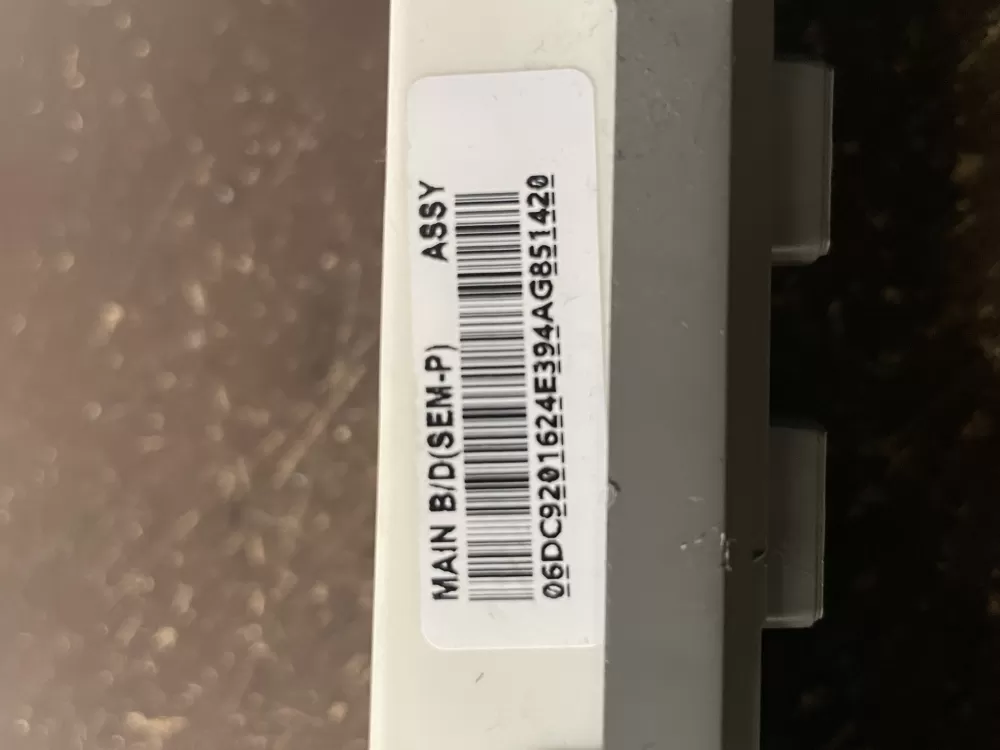 MAIN B/D(SEM-P) ASSY
06DC9201624E394AG851420